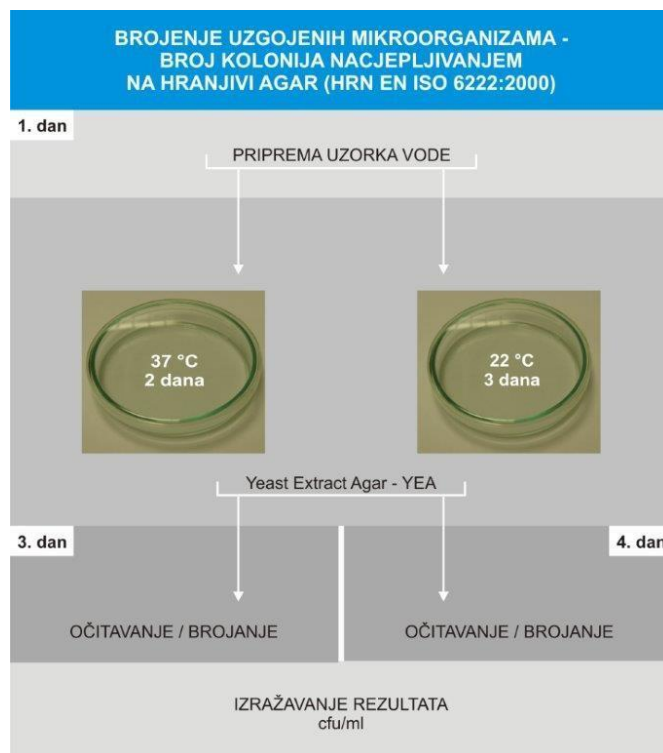 BROJENJE UZGOJENIH MIKROORGANIZAMA -
BROJ KOLONIJA NACJEPLJIVANJEM
NA HRANJIVI AGAR (HRN EN ISO 6222:2000)
1. dan
PRIPREMA UZORKA VODE
37 °C
2 dana
22 °C
3 dana
Yeast Extract Agar - YEA
3. dan
4. dan
OČITAVANJE / BROJANJE
OČITAVANJE / BROJANJE
IZRAŽAVANJE REZULTATA
cfu/ml